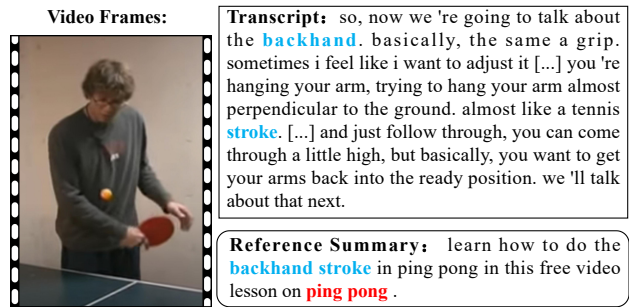 Video Frames:
Transcript: so, now we 're going to talk about
the backhand. basically, the same a grip.
sometimes i feel like i want to adjust it [...] you 're
hanging your arm, trying to hang your arm almost
perpendicular to the ground. almost like a tennis
stroke. [...] and just follow through, you can come
through a little high, but basically, you want to get
your arms back into the ready position. we 'll talk
about that next.
Reference Summary: learn how to do the
backhand stroke in ping pong in this free video
lesson on ping pong .